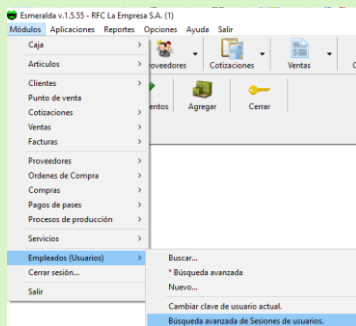 Esmeralda v.1.5.55 - RFC La Empresa S.A. (1)
Módulos Aplicaciones Reportes Opciones Ayuda Salir
Caja
Articulos
Clientes
Punto de venta
Cotizaciones
Ventas
Facturas
Proveedores
Ordenes de Compra
Compras
Pagos de pases
Procesos de producción
Servicios
Empleados (Usuarios)
Cerrar sesión...
Salir
oveedores Cotizaciones Ventas
entos Agregar Cerrar
Buscar...
* Búsqueda avanzada
Nuevo...
Cambiar clave de usuario actual.
Búsqueda avanzada de Sesiones de usuarios.